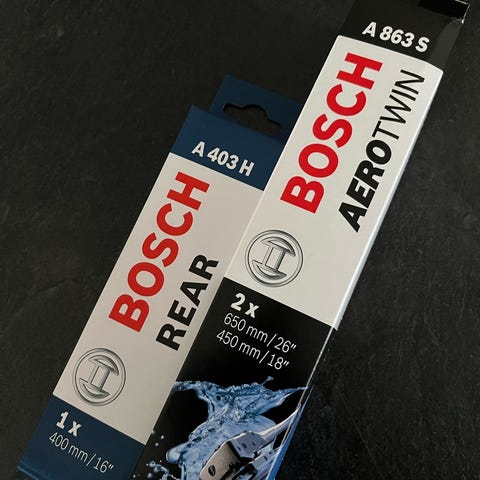 A 403 H
BOSCH
REAR
1 x
400 mm/16"
A 863 S
BOSCH
AEROTWIN
2 x
650 mm/26"
450 mm/18"